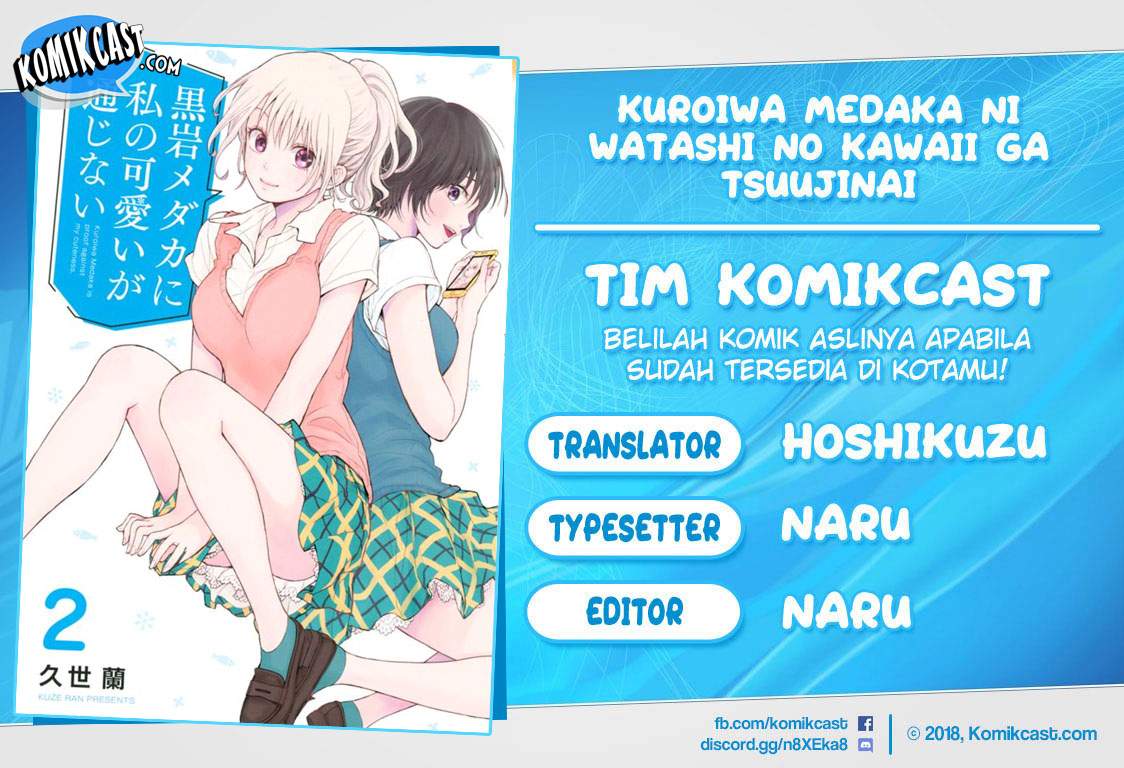 KOMIKCAST.COM
黒岩メダカに
私の可愛いが
通じない
Kuroiwa Medaka is
proof against
my cuteness.
2
久世蘭
KUZE RAN PRESENTS
KUROIWA MEDAKA NI
WATASHI NO KAWAII GA
TSUUJINAI
TIM KOMIKCAST
BELILAH KOMIK ASLINYA APABILA
SUDAH TERSEDIA DI KOTAMU!
TRANSLATOR HOSHIKUZU
TYPESETTER NARU
EDITOR NARU
fb.com/komikcast
discord.gg/n8XEka8
© 2018, Komikcast.com